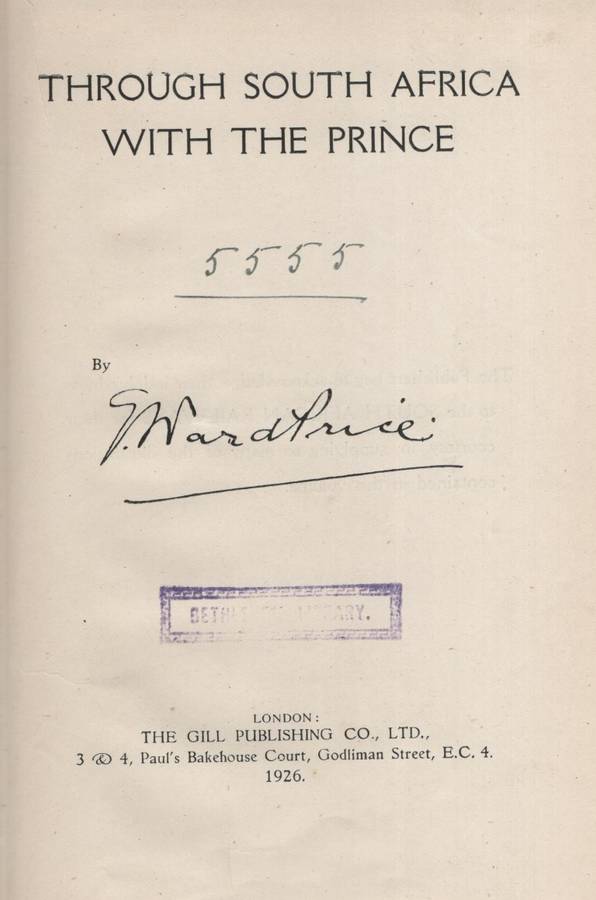 THROUGH SOUTH AFRICA
WITH THE PRINCE
5555
By
G. Ward Price.
LONDON:
THE GILL PUBLISHING CO., LTD.,
3 & 4, Paul's Bakehouse Court, Godliman Street, E.C. 4.
1926.